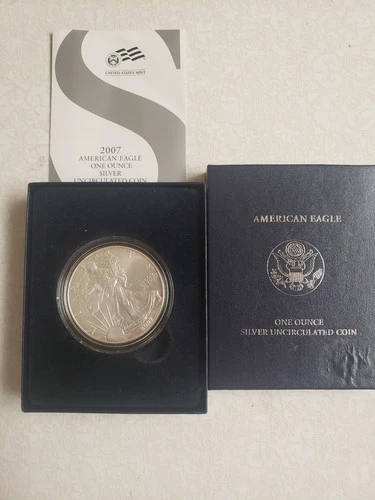 UNITED STATES MINT
2007
AMERICAN EAGLE
ONE OUNCE
SILVER
UNCIRCULATED COIN
AMERICAN EAGLE
ONE OUNCE
SILVER UNCIRCULATED COIN